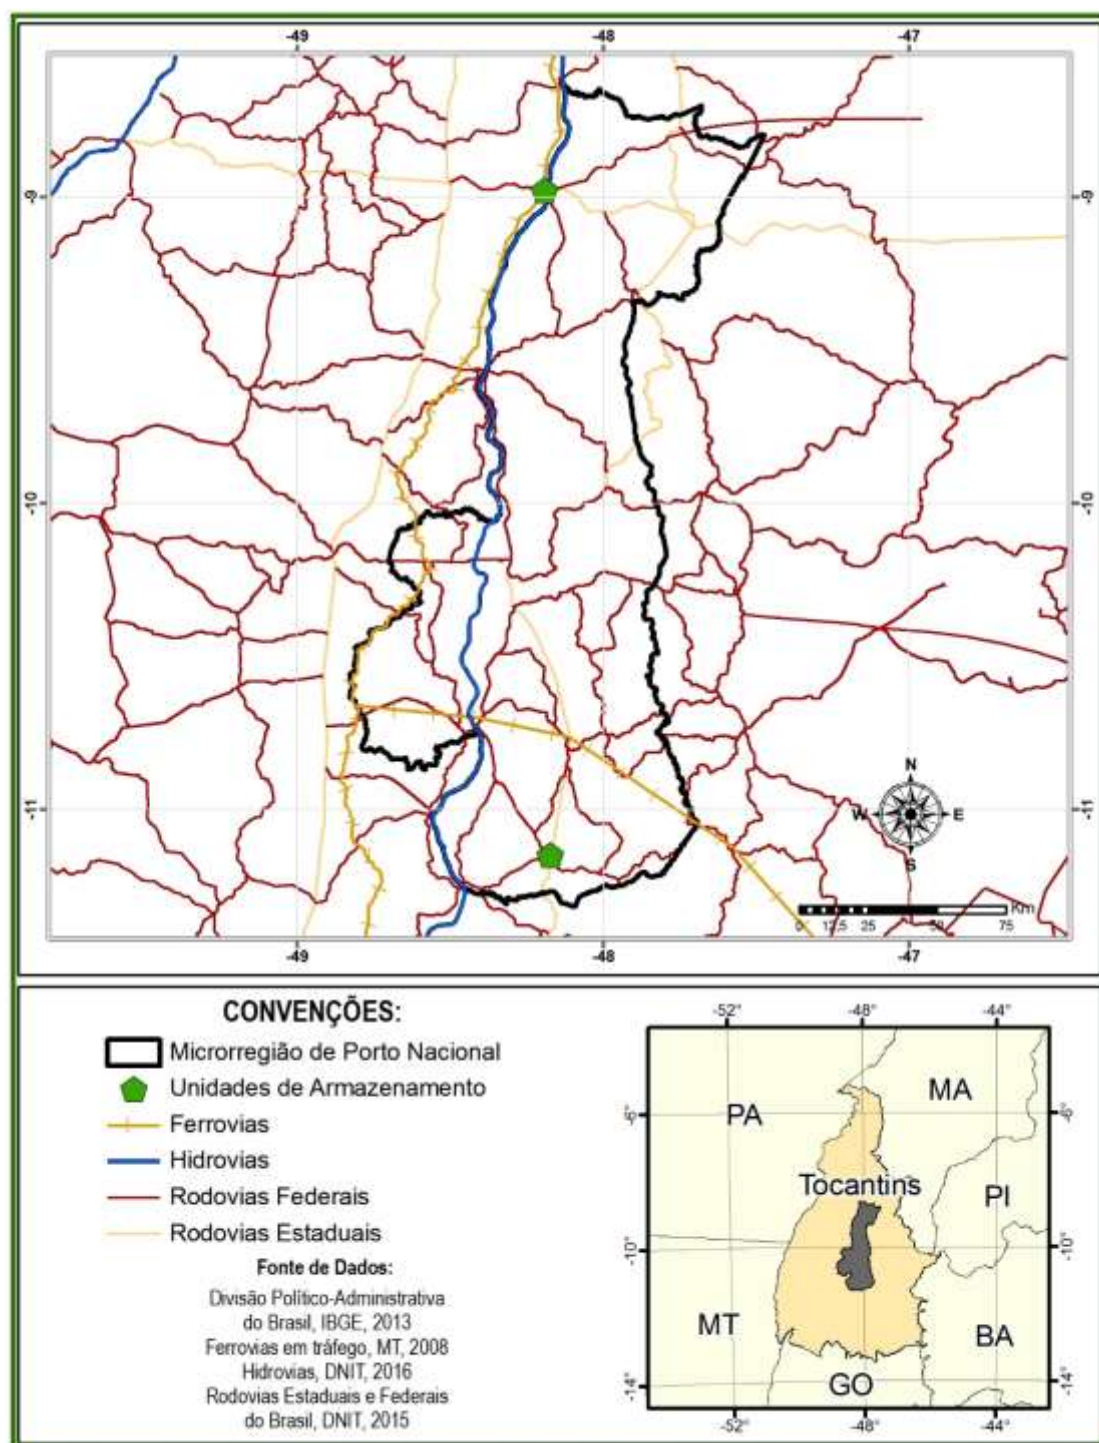 -49 -48 -47
-9 -9
-10 -10
-11 -11
N
W E
S
Km
0 12,5 25 50 75
-49 -48 -47
CONVENÇÕES:
Microrregião de Porto Nacional
Unidades de Armazenamento
Ferrovias
Hidrovias
Rodovias Federais
Rodovias Estaduais
Fonte de Dados:
Divisão Político-Administrativa
do Brasil, IBGE, 2013
Ferrovias em tráfego, MT, 2008
Hidrovias, DNIT, 2016
Rodovias Estaduais e Federais
do Brasil, DNIT, 2015
-52° -48° -44°
MA
PA
-6° -6°
Tocantins
PI
-10° -10°
MT
BA
GO
-14° -14°
-52° -48° -44°